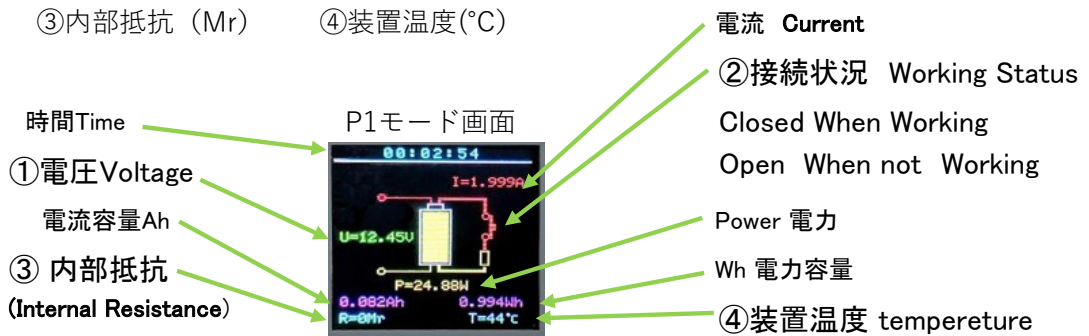 ③内部抵抗（Mr） ④装置温度(°C)
電流 Current
②接続状況 Working Status
時間Time
P1モード画面
Closed When Working
00:02:54
①電圧Voltage
Open When not Working
I=1.999A
電流容量Ah
Power 電力
U=12.45V
③ 内部抵抗
Wh 電力容量
P=24.88W
(Internal Resistance)
0.082Ah 0.994Wh
R=0Mr T=44℃
④装置温度 tempereture